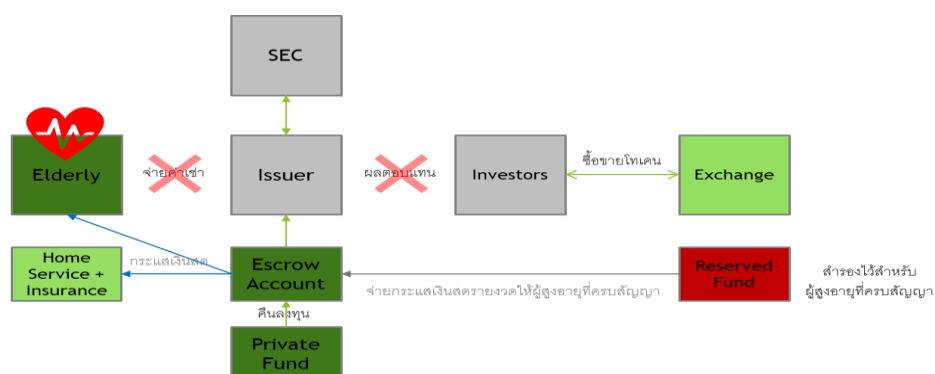 SEC
Elderly
จ่ายค่าเช่า
Issuer
ผลตอบแทน
Investors
ซื้อขายโทเคน
Exchange
Home
Service +
Insurance
กระแสเงินสด
Escrow
Account
จ่ายกระแสเงินสดรายงวดให้ผู้สูงอายุที่ครบสัญญา
Reserved
Fund
สำรองไว้สำหรับ
ผู้สูงอายุที่ครบสัญญา
คืนลงทุน
Private
Fund